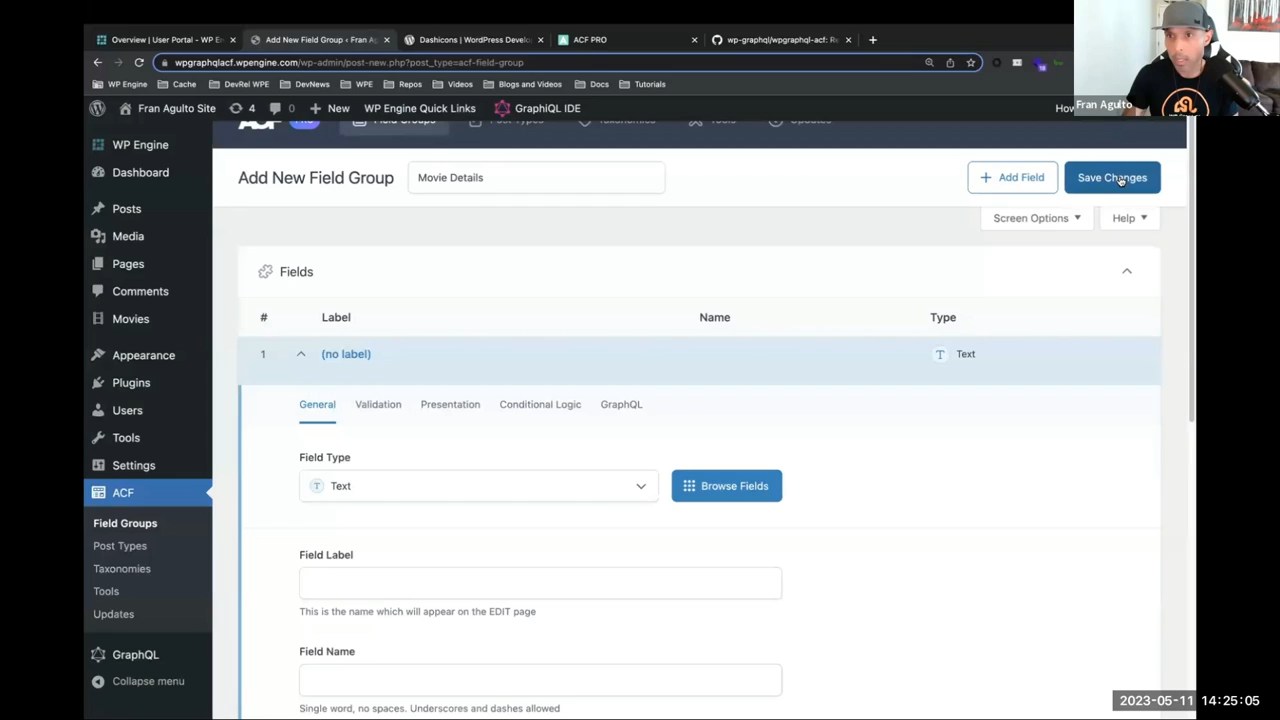 Overview | User Portal - WP En
Add New Field Group ‹ Fran Ag
Dashicons | WordPress Develo
ACF PRO
wp-graphql/wpgraphql-acf: Re
wpgraphqlacf.wpengine.com/wp-admin/post-new.php?post_type=acf-field-group
WP Engine
Cache
DevRel WPE
DevNews
WPE
Repos
Videos
Blogs and Videos
Docs
Tutorials
Fran Agulto
Fran Agulto Site
4
0
New
WP Engine Quick Links
GraphiQL IDE
How
ACF
PRO
Field Groups
Post Types
Taxonomies
Tools
Updates
WP Engine
Dashboard
Posts
Media
Pages
Comments
Movies
Appearance
Plugins
Users
Tools
Settings
ACF
Field Groups
Post Types
Taxonomies
Tools
Updates
GraphQL
Collapse menu
Add New Field Group
Movie Details
+ Add Field
Save Changes
Screen Options
Help
Fields
# Label Name Type
1 (no label) T Text
General Validation Presentation Conditional Logic GraphQL
Field Type
T Text
Browse Fields
Field Label
This is the name which will appear on the EDIT page
Field Name
Single word, no spaces. Underscores and dashes allowed
2023-05-11 14:25:05